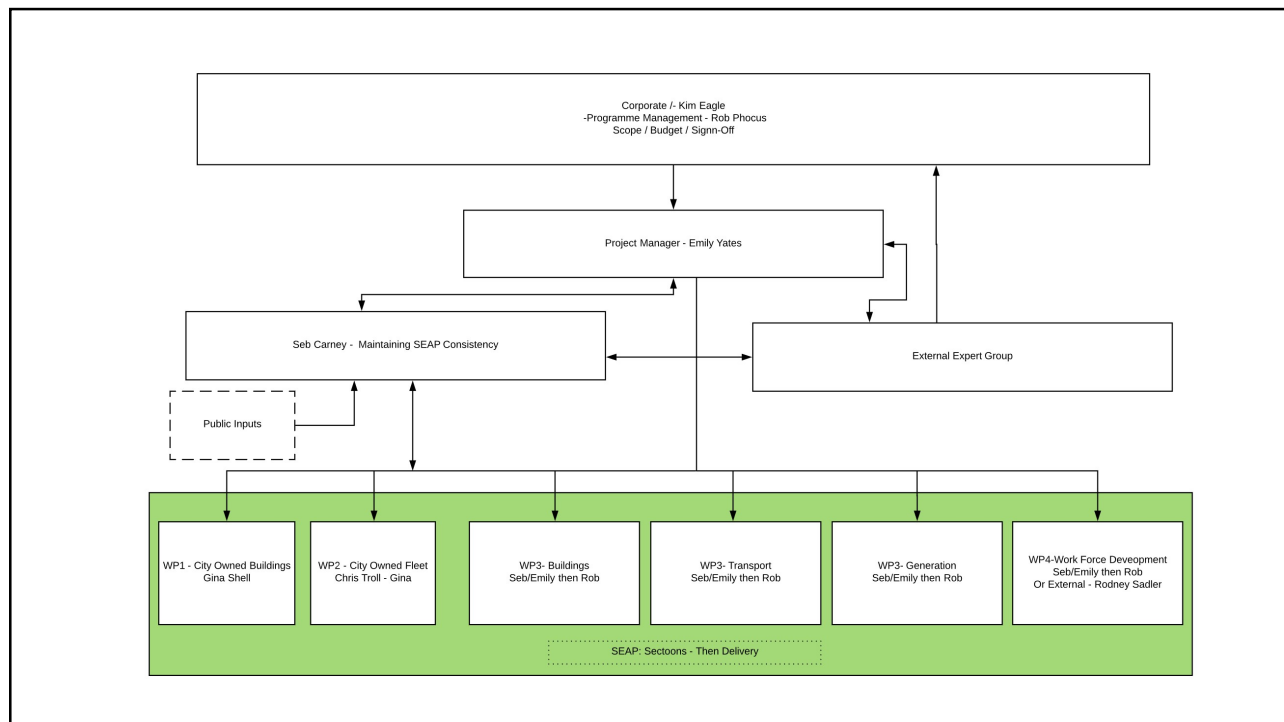 Corporate /- Kim Eagle
-Programme Management - Rob Phocus
Scope / Budget / Signn-Off
Project Manager - Emily Yates
Seb Carney - Maintaining SEAP Consistency
External Expert Group
Public Inputs
WP1 - City Owned Buildings
Gina Shell
WP2 - City Owned Fleet
Chris Troll - Gina
WP3- Buildings
Seb/Emily then Rob
WP3- Transport
Seb/Emily then Rob
WP3- Generation
Seb/Emily then Rob
WP4-Work Force Deveopment
Seb/Emily then Rob
Or External - Rodney Sadler
SEAP: Sectoons - Then Delivery